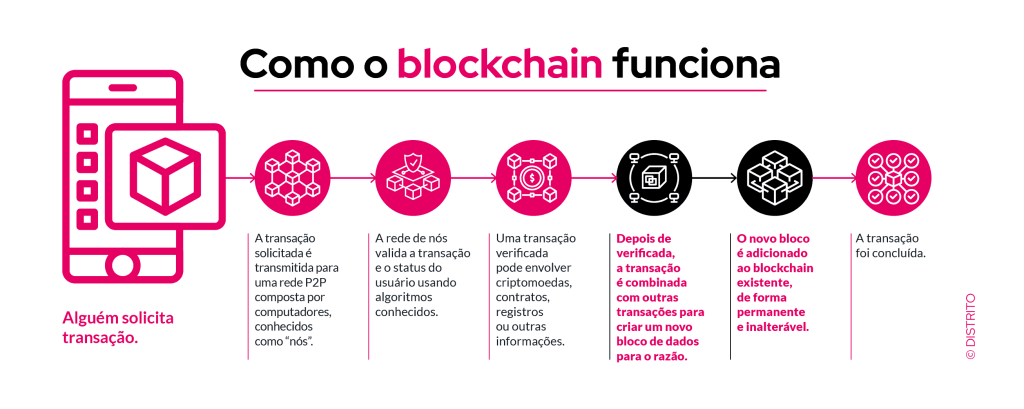 Como o blockchain funciona
Alguém solicita
transação.
A transação
solicitada é
transmitida para
uma rede P2P
composta por
computadores,
conhecidos
como “nós”.
A rede de nós
valida a transação
e o status do
usuário usando
algoritmos
conhecidos.
Uma transação
verificada
pode envolver
criptomoedas,
contratos,
registros
ou outras
informações.
$
Depois de
verificada,
a transação
é combinada
com outras
transações para
criar um novo
bloco de dados
para o razão.
O novo bloco
é adicionado
ao blockchain
existente,
de forma
permanente
e inalterável.
A transação
foi concluída.
© DISTRITO